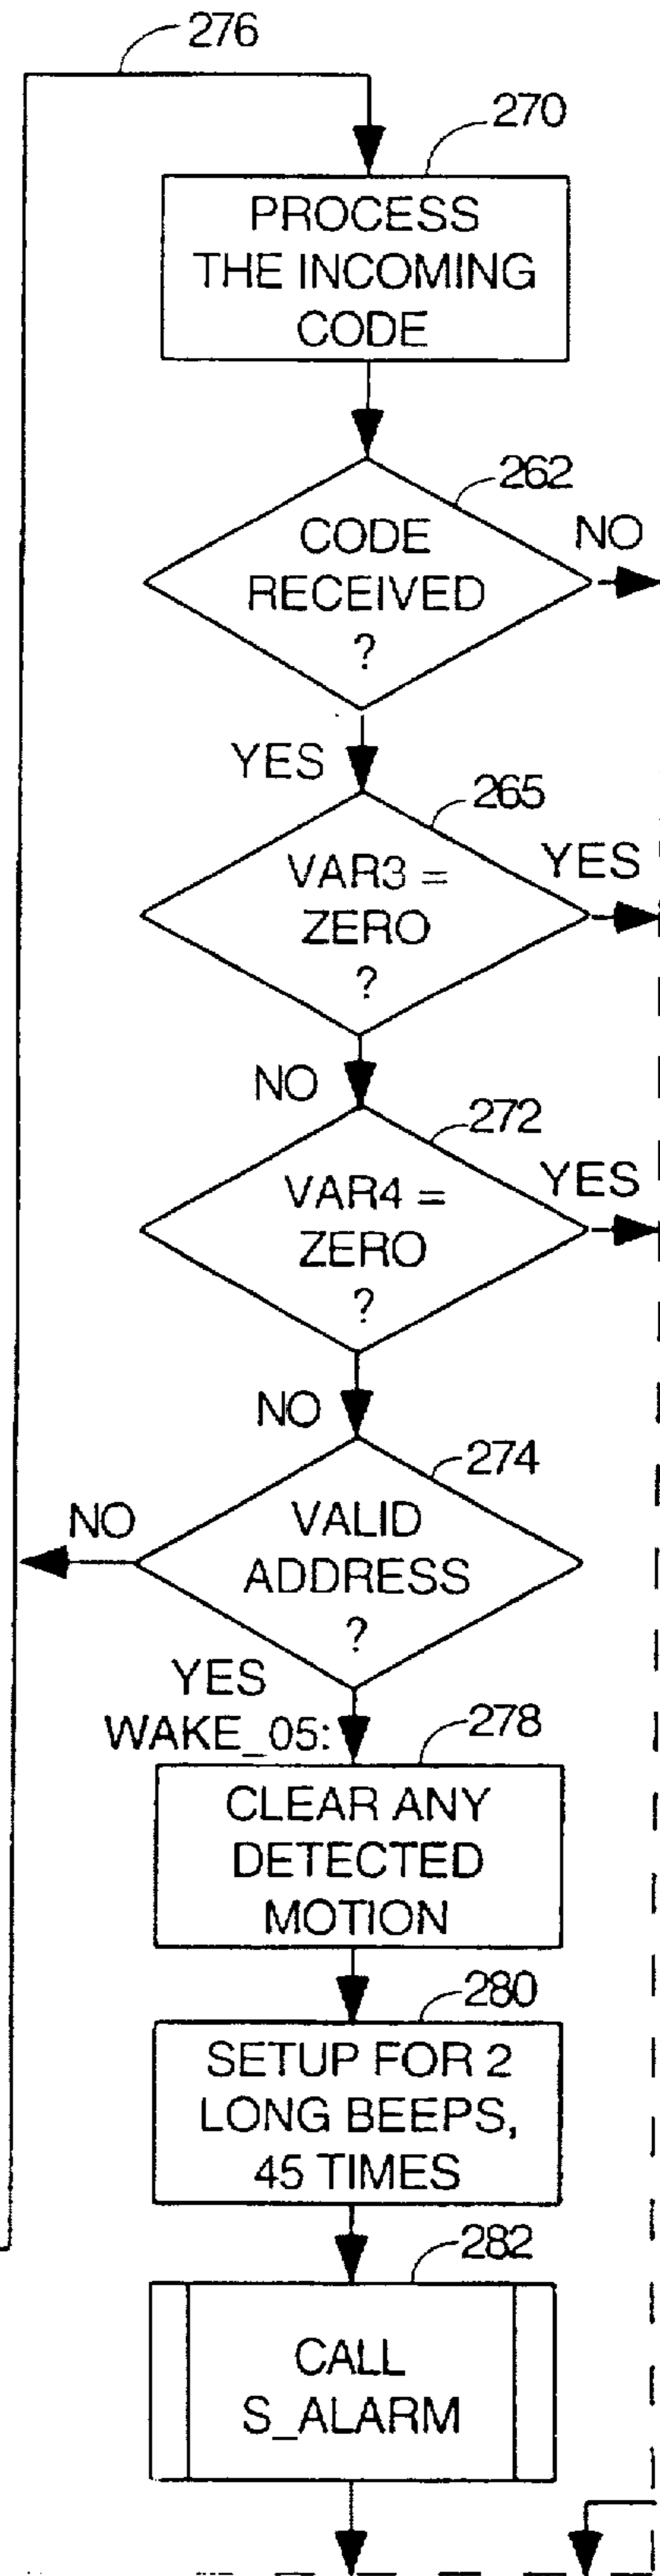 276
270
PROCESS
THE INCOMING
CODE
262
CODE
RECEIVED
?
NO
YES
265
VAR3 =
ZERO
?
YES
NO
272
VAR4 =
ZERO
?
YES
NO
274
VALID
ADDRESS
?
NO
YES
WAKE_05:
278
CLEAR ANY
DETECTED
MOTION
280
SETUP FOR 2
LONG BEEPS,
45 TIMES
282
CALL
S_ALARM